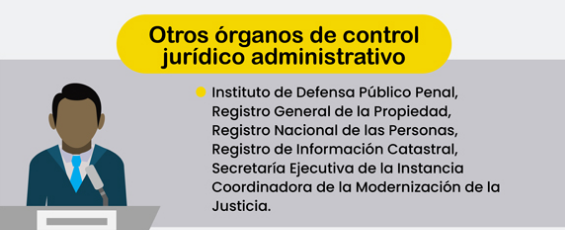 Otros órganos de control
jurídico administrativo
Instituto de Defensa Público Penal,
Registro General de la Propiedad,
Registro Nacional de las Personas,
Registro de Información Catastral,
Secretaría Ejecutiva de la Instancia
Coordinadora de la Modernización de la
Justicia.